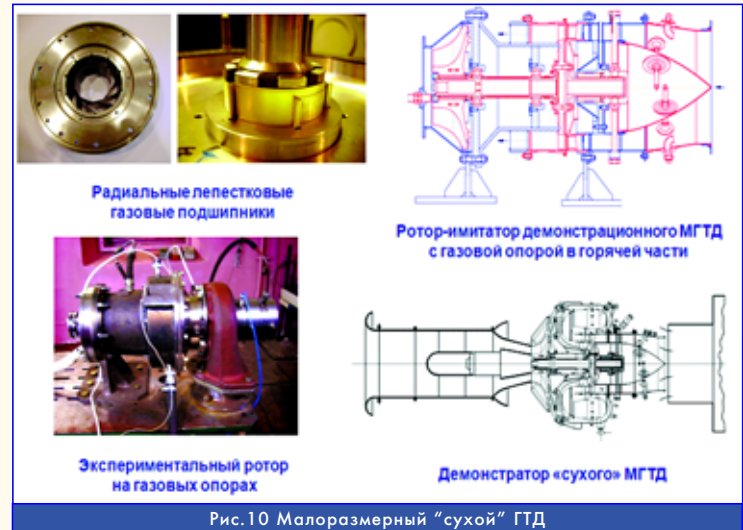 Радиальные лепестковые
газовые подшипники
Ротор-имитатор демонстрационного МГТД
с газовой опорой в горячей части
Экспериментальный ротор
на газовых опорах
Демонстратор «сухого» МГТД
Рис.10 Малоразмерный "сухой" ГТД